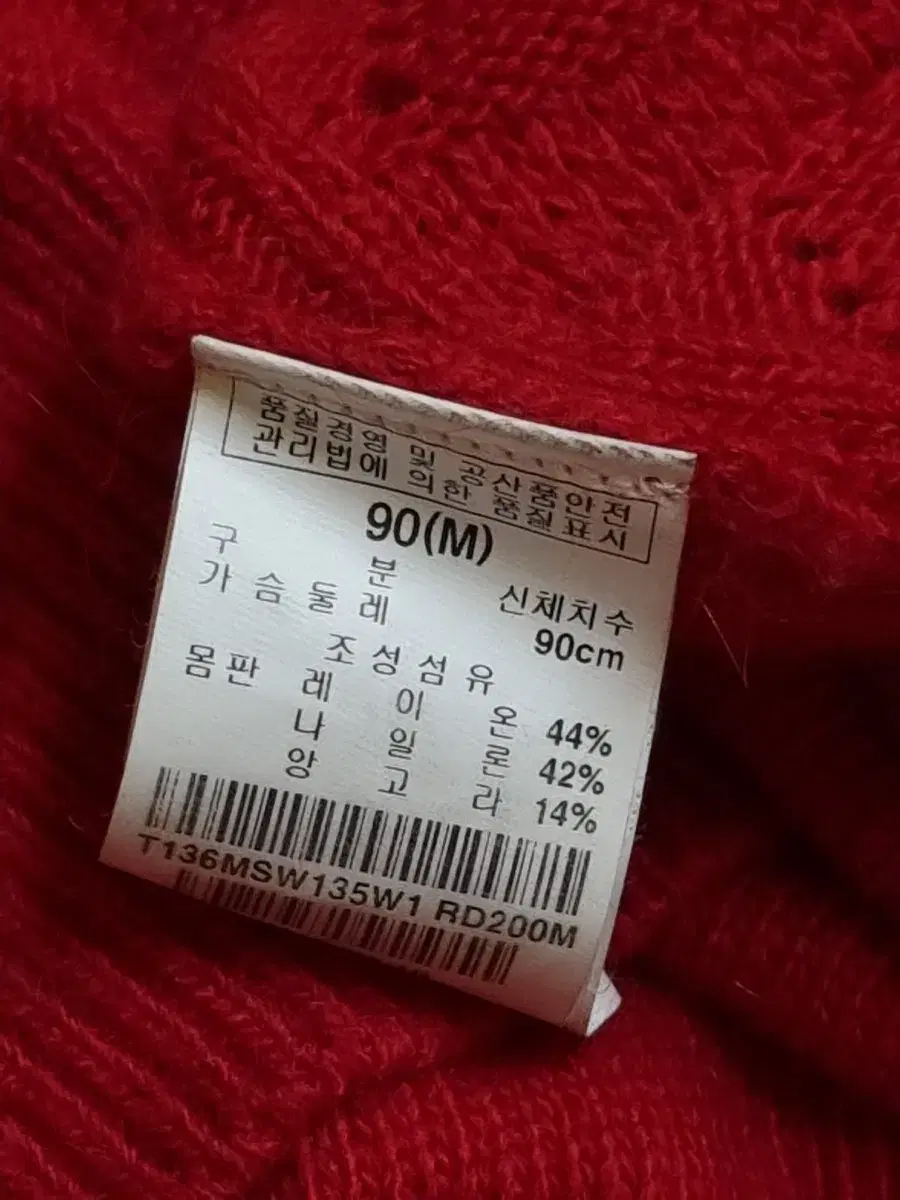 품질경영 및 공산품안전
관리법에 의한 품질표시
90(M)
구 분 신체치수
가슴둘레 90cm
조성섬유
몸판 레이온 44%
나일론 42%
앙고라 14%
T136MSW135W1 RD200M